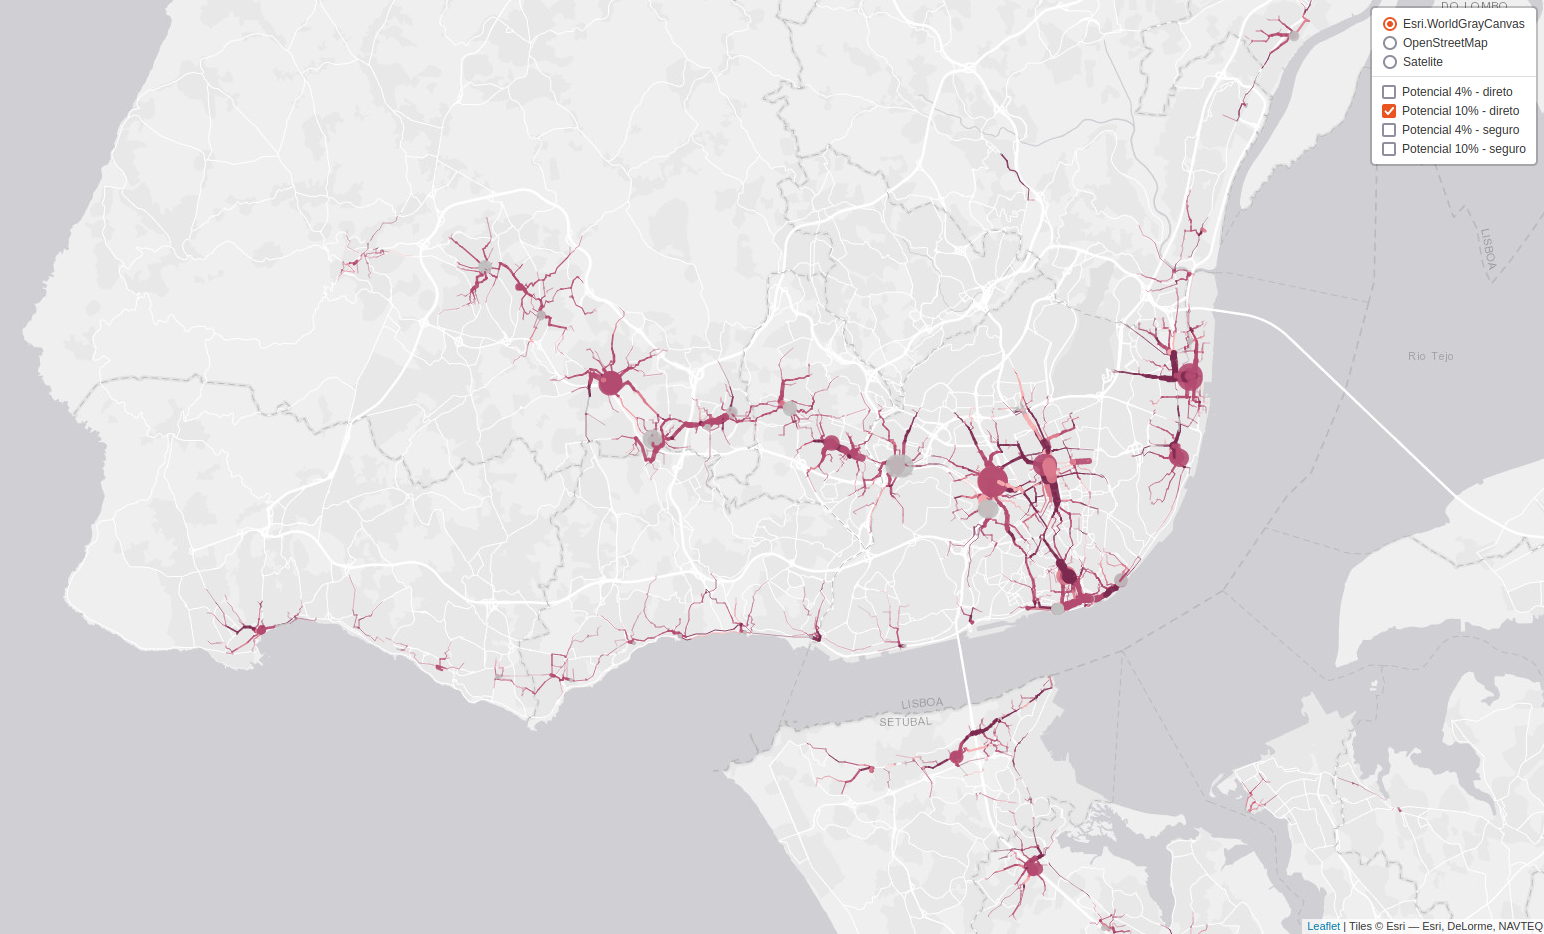 DO LOMBO
Esri.WorldGrayCanvas
OpenStreetMap
Satelite
Potencial 4% - direto
Potencial 10% - direto
Potencial 4% - seguro
Potencial 10% - seguro
LISBOA
Rio Tejo
LISBOA
SETUBAL
Leaflet | Tiles © Esri — Esri, DeLorme, NAVTEQ